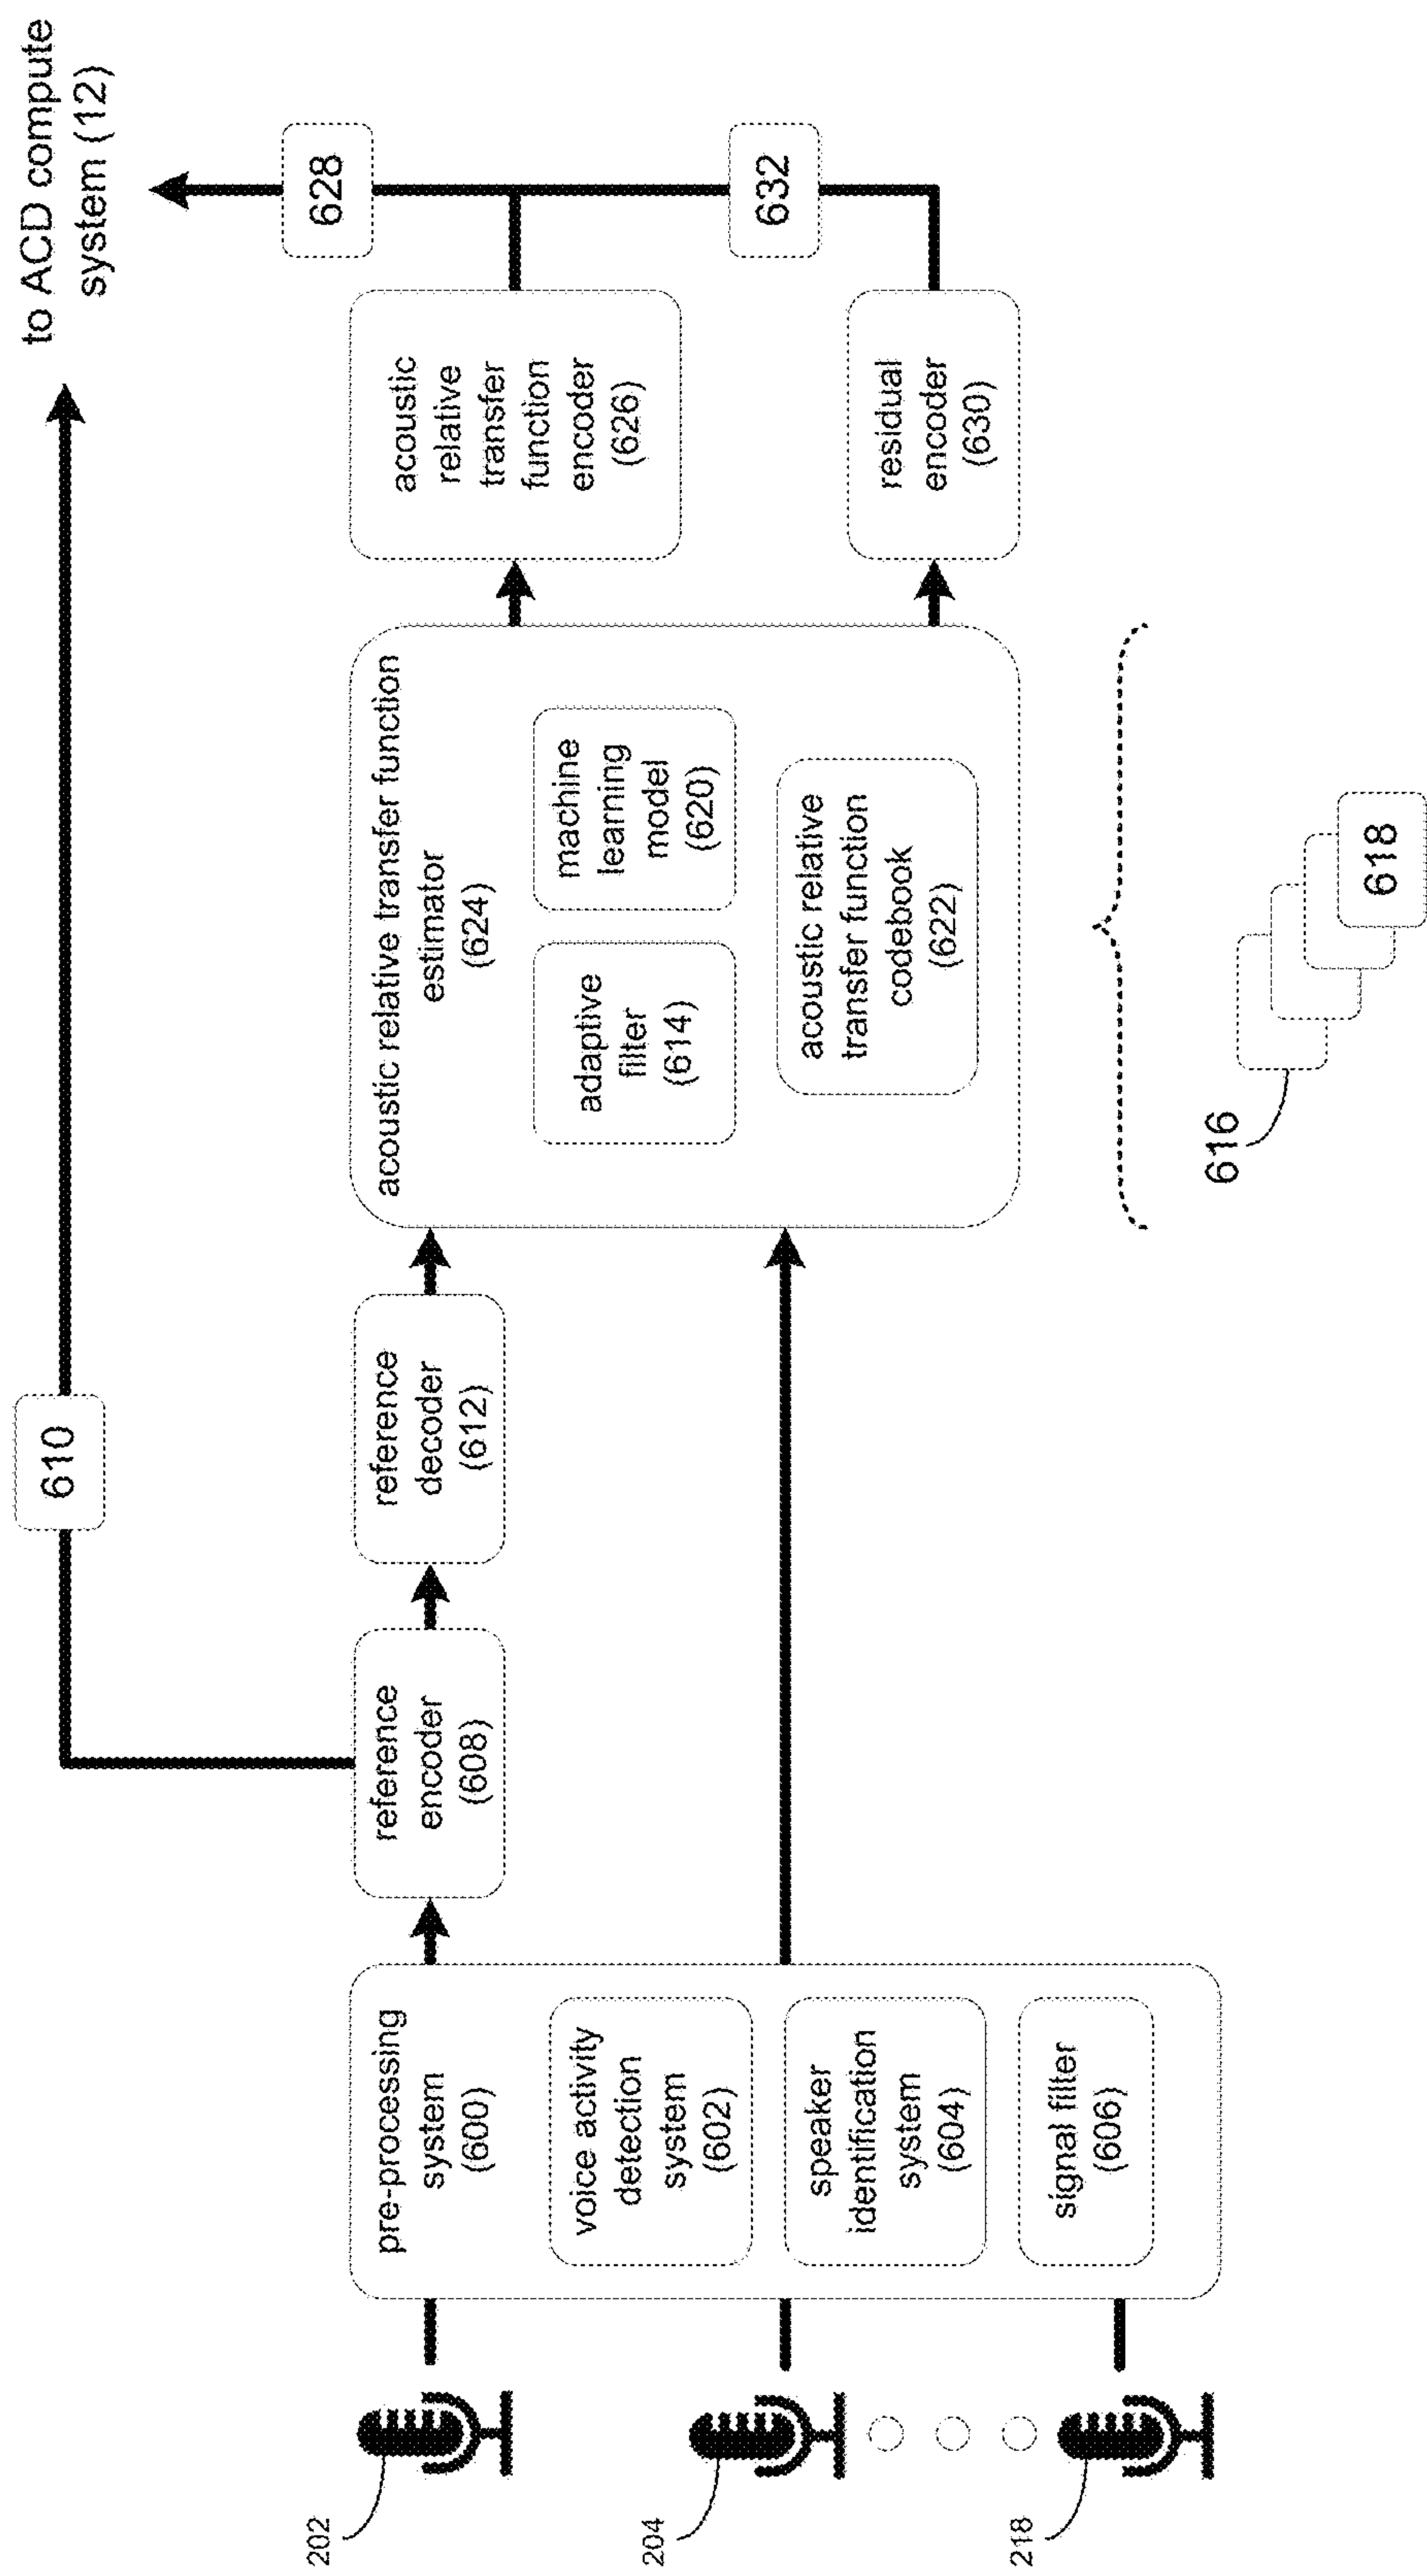 202
204
218
pre-processing
system
(600)
voice activity
detection
system
(602)
speaker
identification
system
(604)
signal filter
(606)
reference
encoder
(608)
610
reference
decoder
(612)
acoustic relative transfer function
estimator
(624)
adaptive
filter
(614)
machine
learning
model
(620)
acoustic relative
transfer function
codebook
(622)
616
618
acoustic
relative
transfer
function
encoder
(626)
residual
encoder
(630)
628
632
to ACD compute
system (12)